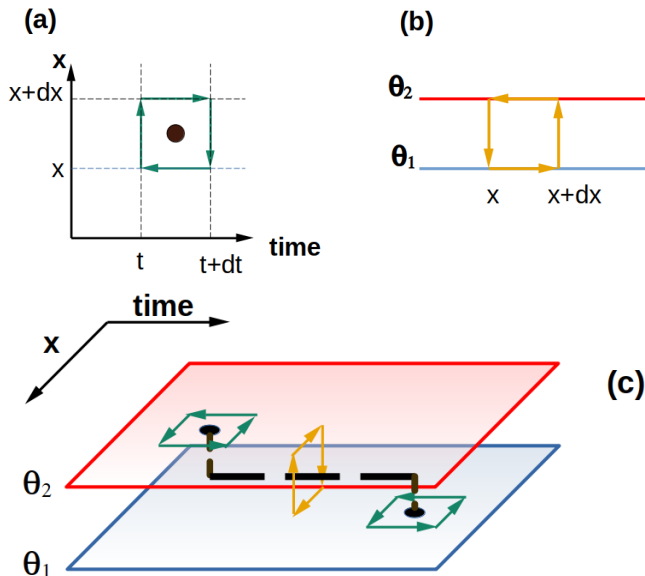 (a)
x
x+dx
x
t
t+dt
time
(b)
θ₂
θ₁
x
x+dx
time
x
(c)
θ₂
θ₁